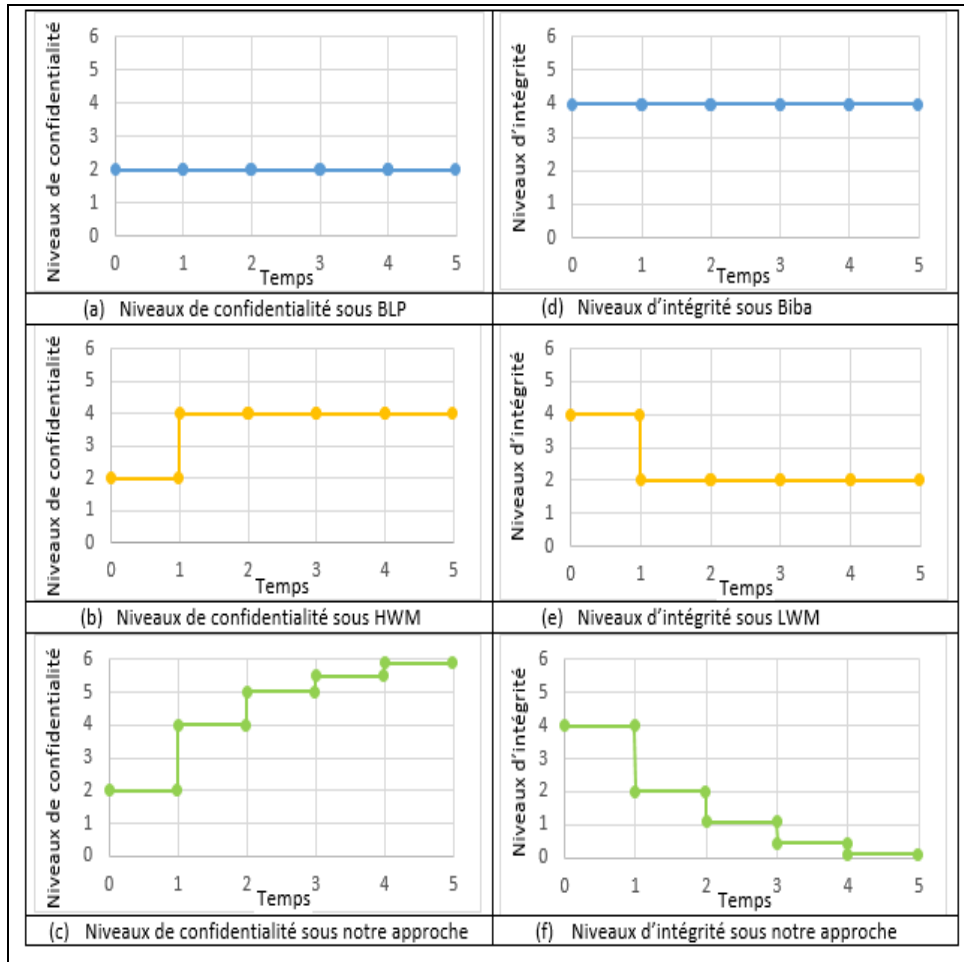 Niveaux de confidentialité
6
5
4
3
2
1
0
0 1 2 3 4 5
Temps
(a) Niveaux de confidentialité sous BLP
Niveaux d'intégrité
6
5
4
3
2
1
0
0 1 2 3 4 5
Temps
(d) Niveaux d'intégrité sous Biba
Niveaux de confidentialité
6
5
4
3
2
1
0
0 1 2 3 4 5
Temps
(b) Niveaux de confidentialité sous HWM
Niveaux d'intégrité
6
5
4
3
2
1
0
0 1 2 3 4 5
Temps
(e) Niveaux d'intégrité sous LWM
Niveaux de confidentialité
6
5
4
3
2
1
0
0 1 2 3 4 5
Temps
(c) Niveaux de confidentialité sous notre approche
Niveaux d'intégrité
6
5
4
3
2
1
0
0 1 2 3 4 5
Temps
(f) Niveaux d'intégrité sous notre approche